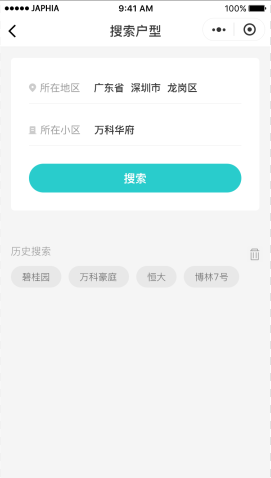 JAPHIA 9:41 AM 100%
搜索户型
所在地区 广东省 深圳市 龙岗区
所在小区 万科华府
搜索
历史搜索
碧桂园 万科豪庭 恒大 博林7号